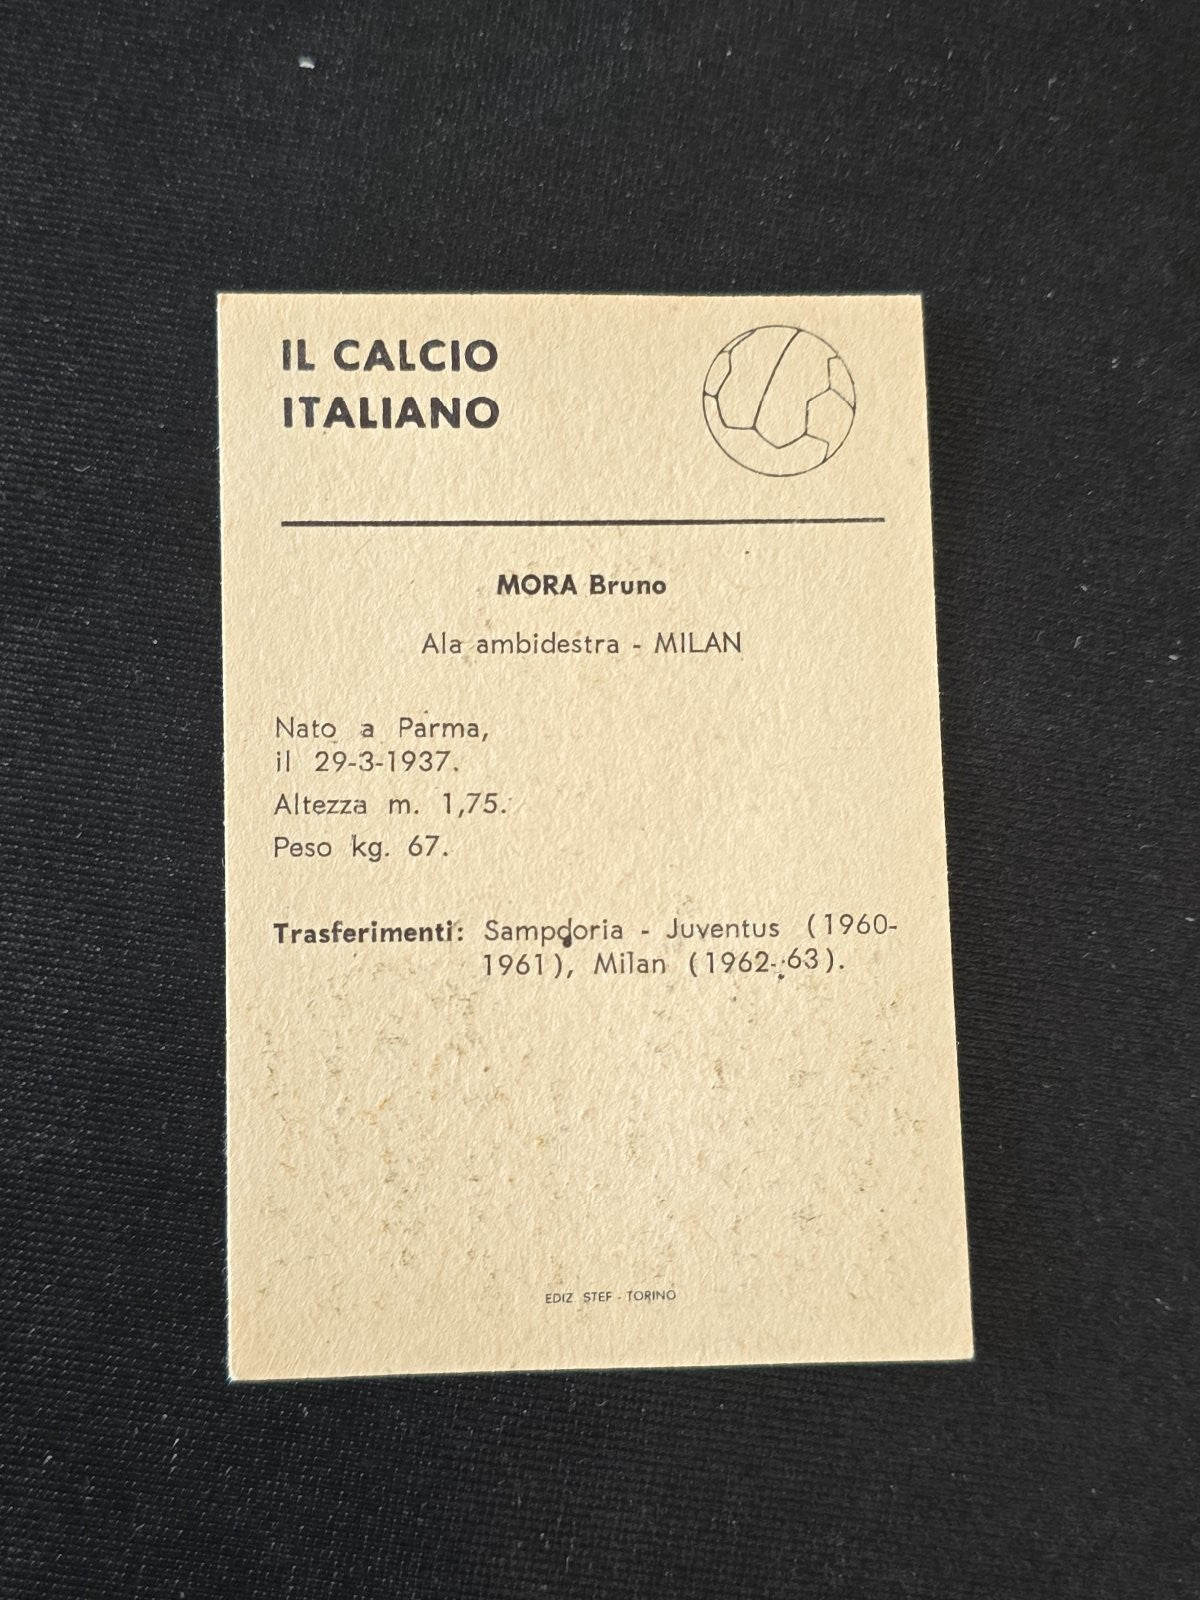 IL CALCIO
ITALIANO
MORA Bruno
Ala ambidestra - MILAN
Nato a Parma,
il 29-3-1937.
Altezza m. 1,75.
Peso kg. 67.
Trasferimenti: Sampdoria - Juventus (1960-
1961), Milan (1962-63).
EDIZ STEF - TORINO